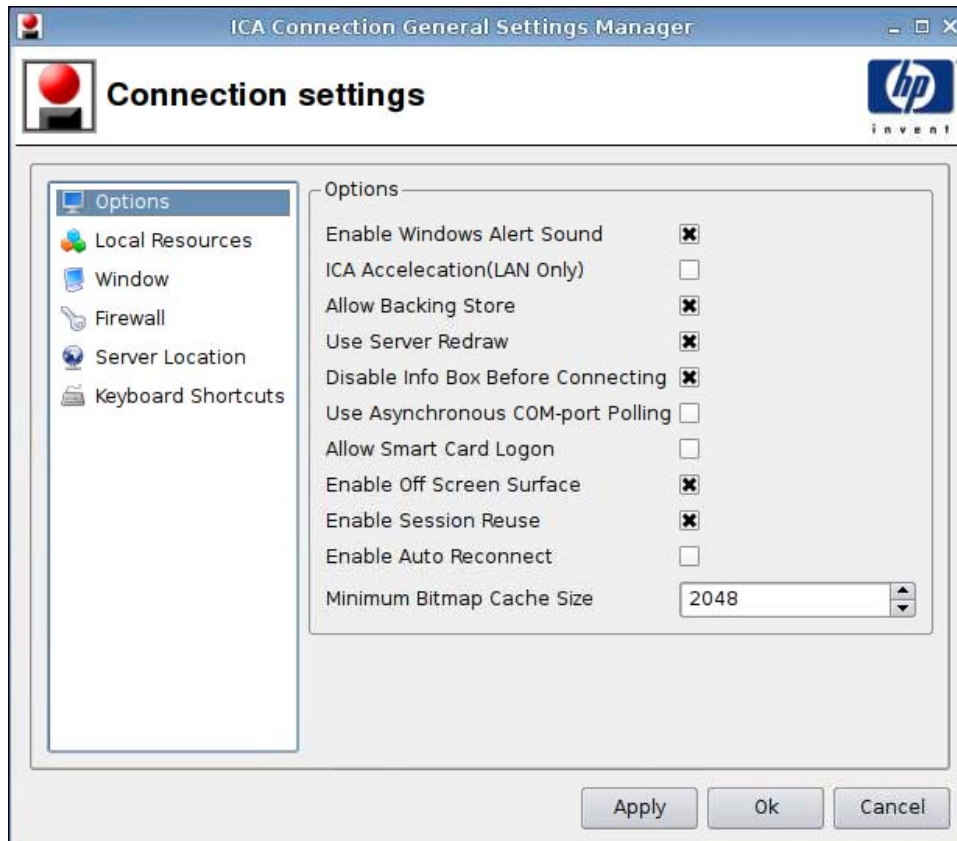 ICA Connection General Settings Manager
Connection settings
hp
invent
Options
Local Resources
Window
Firewall
Server Location
Keyboard Shortcuts
Options
Enable Windows Alert Sound
ICA Accelecation(LAN Only)
Allow Backing Store
Use Server Redraw
Disable Info Box Before Connecting
Use Asynchronous COM-port Polling
Allow Smart Card Logon
Enable Off Screen Surface
Enable Session Reuse
Enable Auto Reconnect
Minimum Bitmap Cache Size 2048
Apply Ok Cancel